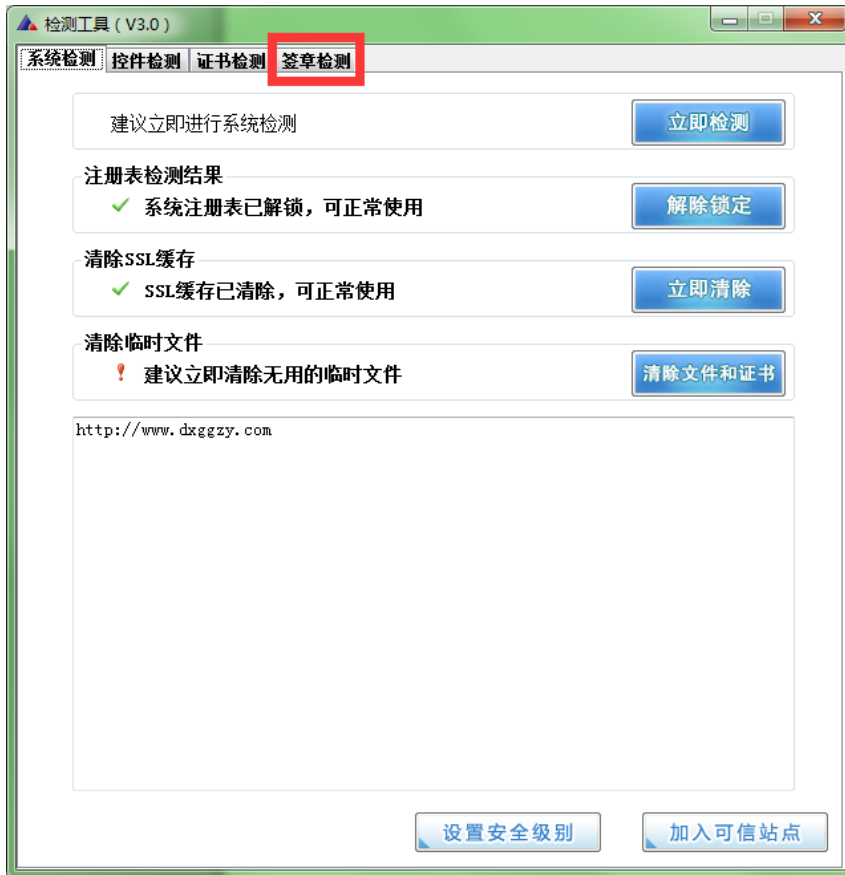 检测工具（V3.0）
系统检测 控件检测 证书检测 签章检测
建议立即进行系统检测 立即检测
注册表检测结果
系统注册表已解锁，可正常使用 解除锁定
清除SSL缓存
SSL缓存已清除，可正常使用 立即清除
清除临时文件
建议立即清除无用的临时文件 清除文件和证书
http://www.dxggzy.com
设置安全级别 加入可信站点